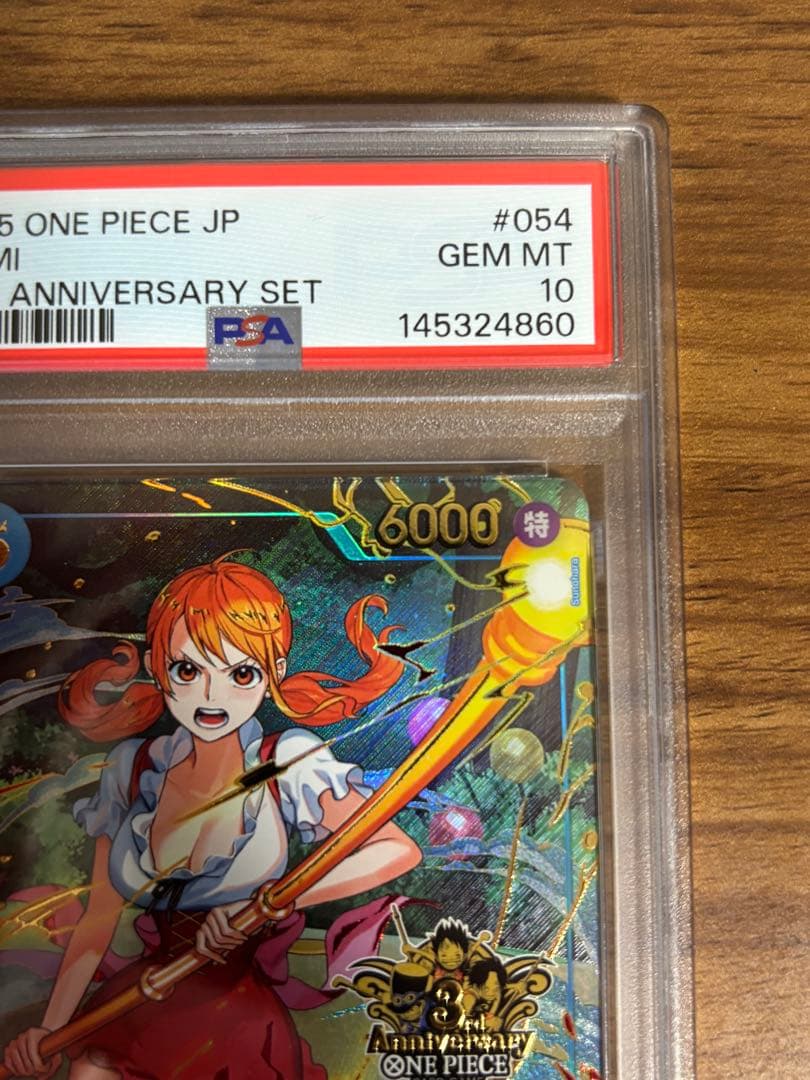 5 ONE PIECE JP
#054
MI
GEM MT
ANNIVERSARY SET
10
PSA
145324860
6000
特
Sunohara
3rd
Anniversary
ONE PIECE